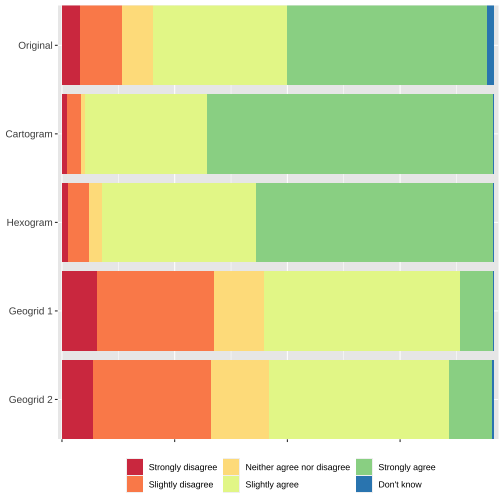 Original
Cartogram
Hexogram
Geogrid 1
Geogrid 2
Strongly disagree Neither agree nor disagree Strongly agree
Slightly disagree Slightly agree Don't know